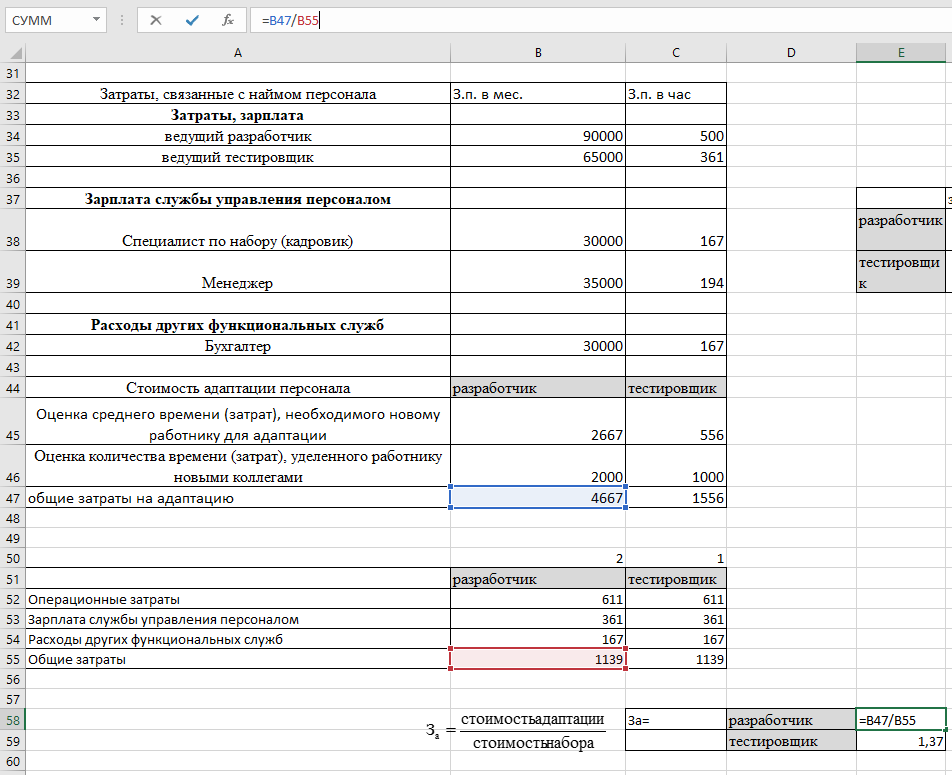 СУММ =B47/B55
A B C D E
31
32 Затраты, связанные с наймом персонала З.п. в мес. З.п. в час
33 Затраты, зарплата
34 ведущий разработчик 90000 500
35 ведущий тестировщик 65000 361
36
37 Зарплата службы управления персоналом
38 Специалист по набору (кадровик) 30000 167 разработчик
39 Менеджер 35000 194 тестировщи
к
40
41 Расходы других функциональных служб
42 Бухгалтер 30000 167
43
44 Стоимость адаптации персонала разработчик тестировщик
Оценка среднего времени (затрат), необходимого новому
45 работнику для адаптации 2667 556
Оценка количества времени (затрат), уделенного работнику
46 новыми коллегами 2000 1000
47 общие затраты на адаптацию 4667 1556
48
49
50 2 1
51 разработчик тестировщик
52 Операционные затраты 611 611
53 Зарплата службы управления персоналом 361 361
54 Расходы других функциональных служб 167 167
55 Общие затраты 1139 1139
56
57
58 За = стоимостьадаптации За= разработчик =B47/B55
59 стоимостьнабора тестировщик 1,37
60